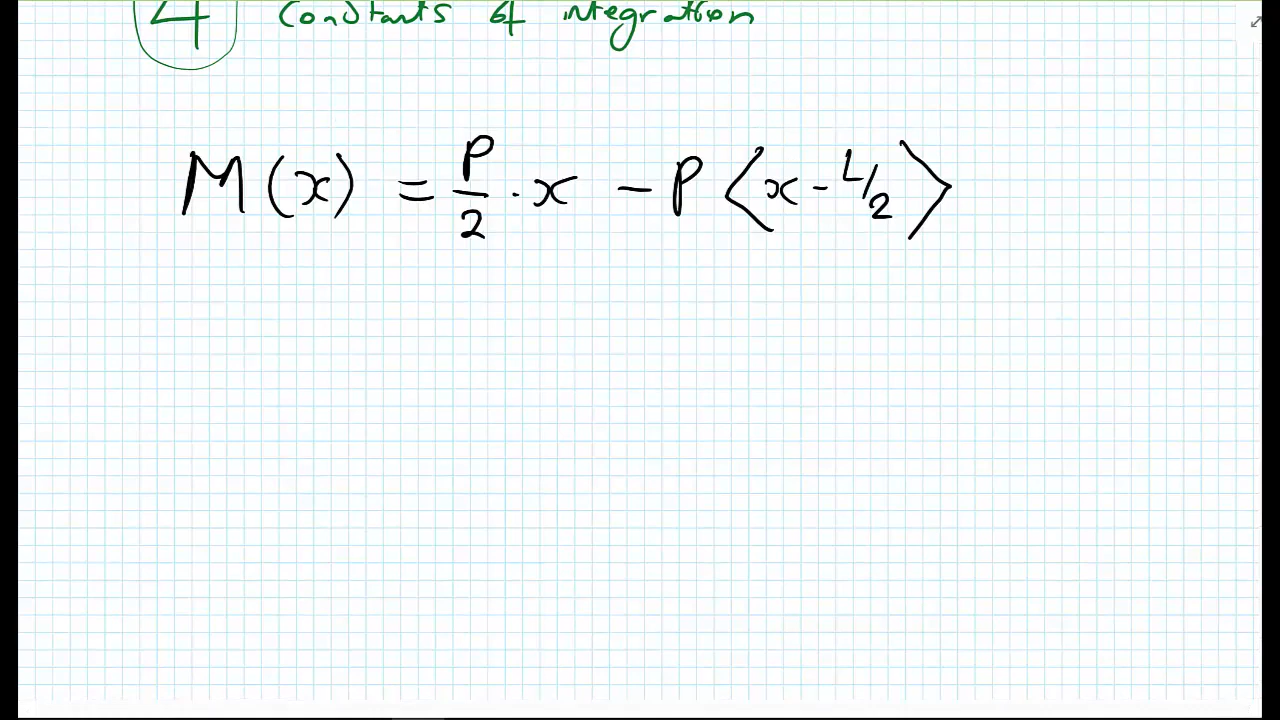 4 Constants of integration
M(x) = P/2 · x - P⟨x - L/2⟩